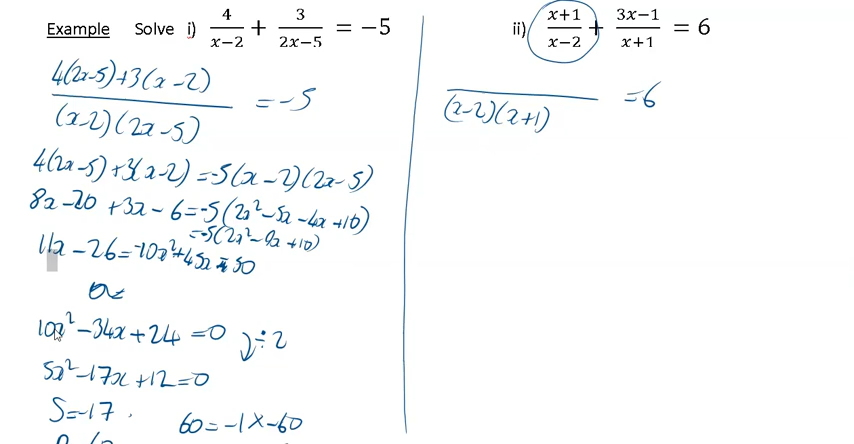 Example Solve i) 4/(x−2) + 3/(2x−5) = −5
(4(2x-5)+3(x-2))/((x-2)(2x-5)) = -5
4(2x-5)+3(x-2)=-5(x-2)(2x-5)
8x-20+3x-6=-5(2x²-5x-4x+10)
=-5(2x²-9x+10)
11x-26=-10x²+45x-50
10x²-34x+24=0 ÷2
5x²-17x+12=0
S=-17 . 60=-1x-60
ii) (x+1)/(x−2) + (3x−1)/(x+1) = 6
/((x-2)(x+1)) =6